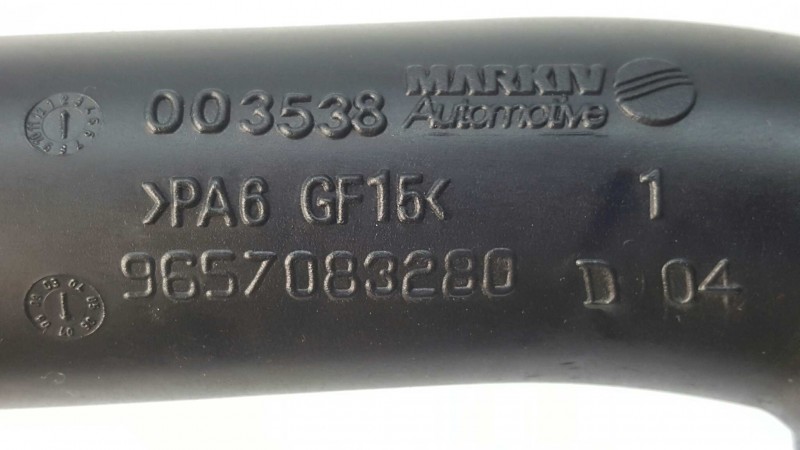 003538 MARKIV
Automotive
>PA6 GF15< 1
9657083280 D 04